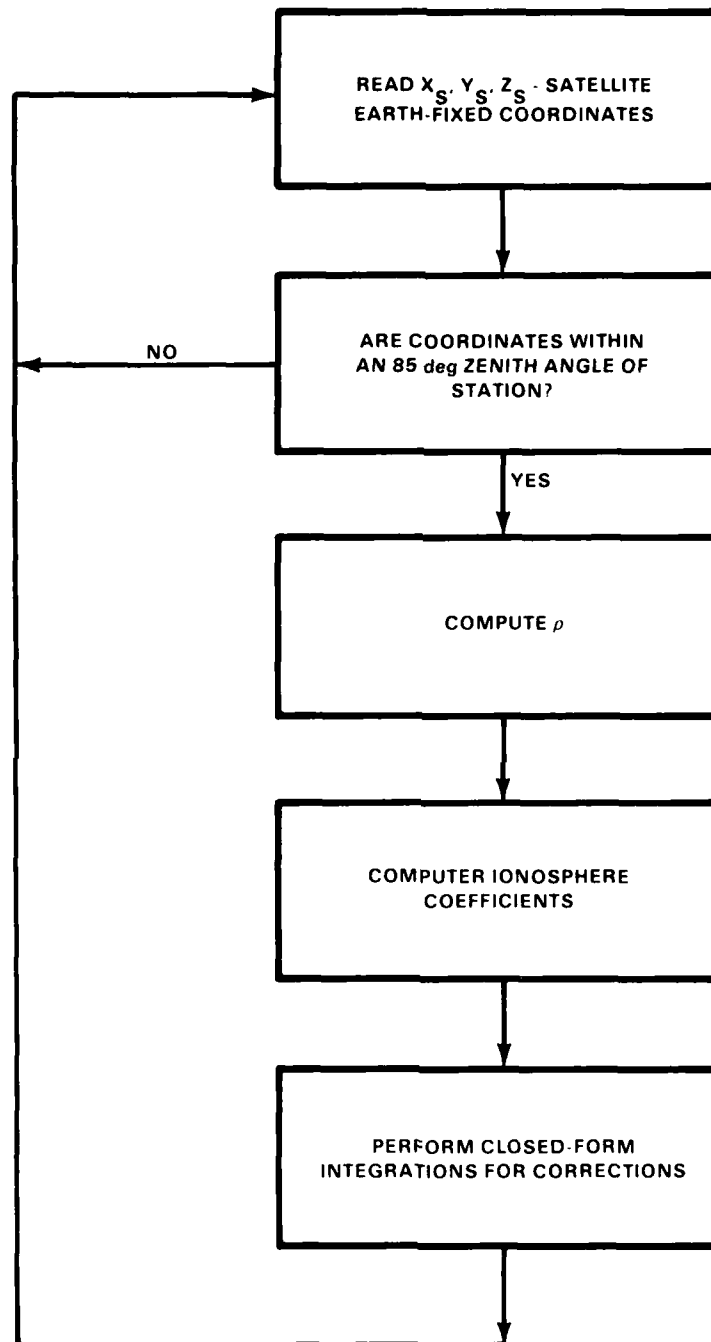 READ X_S, Y_S, Z_S - SATELLITE
EARTH-FIXED COORDINATES
ARE COORDINATES WITHIN
AN 85 deg ZENITH ANGLE OF
STATION?
NO
YES
COMPUTE ρ
COMPUTER IONOSPHERE
COEFFICIENTS
PERFORM CLOSED-FORM
INTEGRATIONS FOR CORRECTIONS